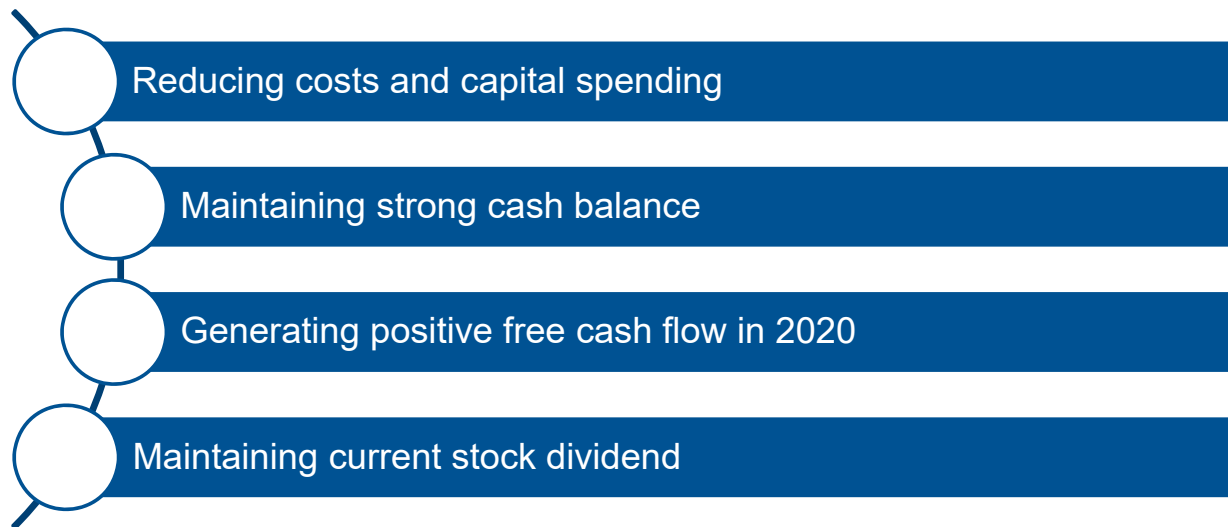 Reducing costs and capital spending
Maintaining strong cash balance
Generating positive free cash flow in 2020
Maintaining current stock dividend